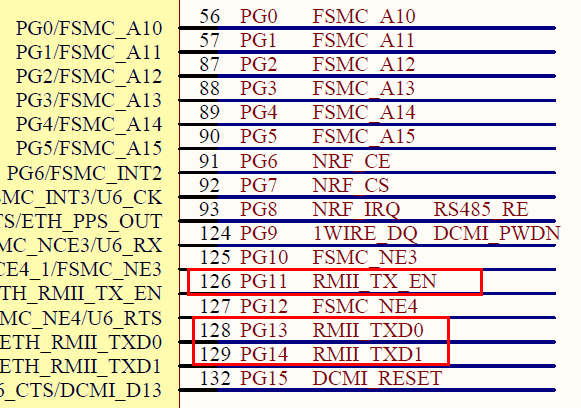 56 PG0 FSMC_A10
PG0/FSMC_A10
57 PG1 FSMC_A11
PG1/FSMC_A11
87 PG2 FSMC_A12
PG2/FSMC_A12
88 PG3 FSMC_A13
PG3/FSMC_A13
89 PG4 FSMC_A14
PG4/FSMC_A14
90 PG5 FSMC_A15
PG5/FSMC_A15
91 PG6 NRF_CE
PG6/FSMC_INT2
92 PG7 NRF_CS
SMC_INT3/U6_CK
93 PG8 NRF_IRQ RS485_RE
TS/ETH_PPS_OUT
124 PG9 1WIRE_DQ DCMI_PWDN
MC_NCE3/U6_RX
125 PG10 FSMC_NE3
CE4_1/FSMC_NE3
126 PG11 RMII_TX_EN
TH_RMII_TX_EN
127 PG12 FSMC_NE4
MC_NE4/U6_RTS
128 PG13 RMII_TXD0
ETH_RMII_TXD0
129 PG14 RMII_TXD1
ETH_RMII_TXD1
132 PG15 DCMI_RESET
6_CTS/DCMI_D13